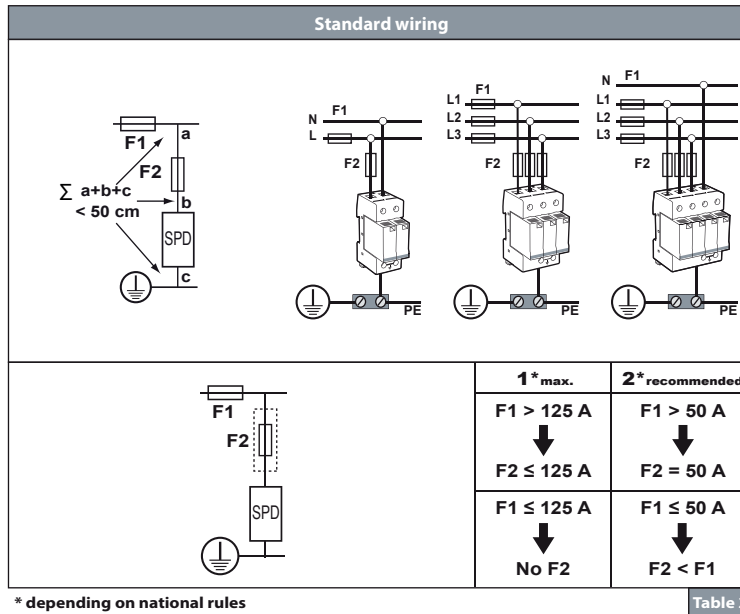 Standard wiring
F1
a
F2
Σ a+b+c
< 50 cm
b
SPD
c
N F1
L
F2
PE
F1
L1
L2
L3
F2
PE
N F1
L1
L2
L3
F2
PE
F1
F2
SPD
1*max.
2*recommended
F1 > 125 A
F2 ≤ 125 A
F1 > 50 A
F2 = 50 A
F1 ≤ 125 A
No F2
F1 ≤ 50 A
F2 < F1
* depending on national rules
Table